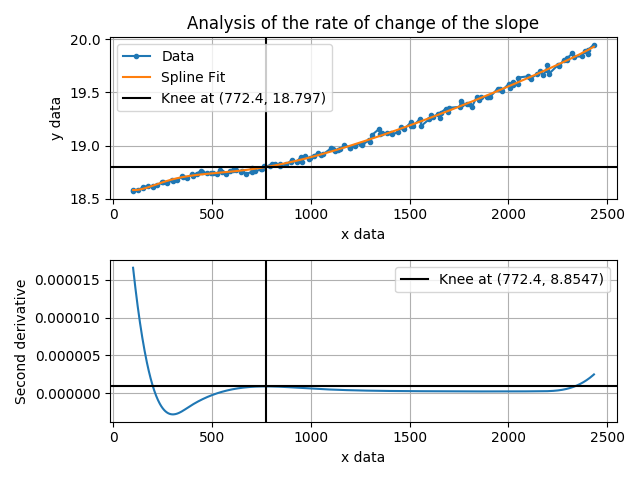 Analysis of the rate of change of the slope
20.0
19.5
19.0
18.5
y data
Data
Spline Fit
Knee at (772.4, 18.797)
0 500 1000 1500 2000 2500
x data
0.000015
0.000010
0.000005
0.000000
Second derivative
Knee at (772.4, 8.8547)
0 500 1000 1500 2000 2500
x data